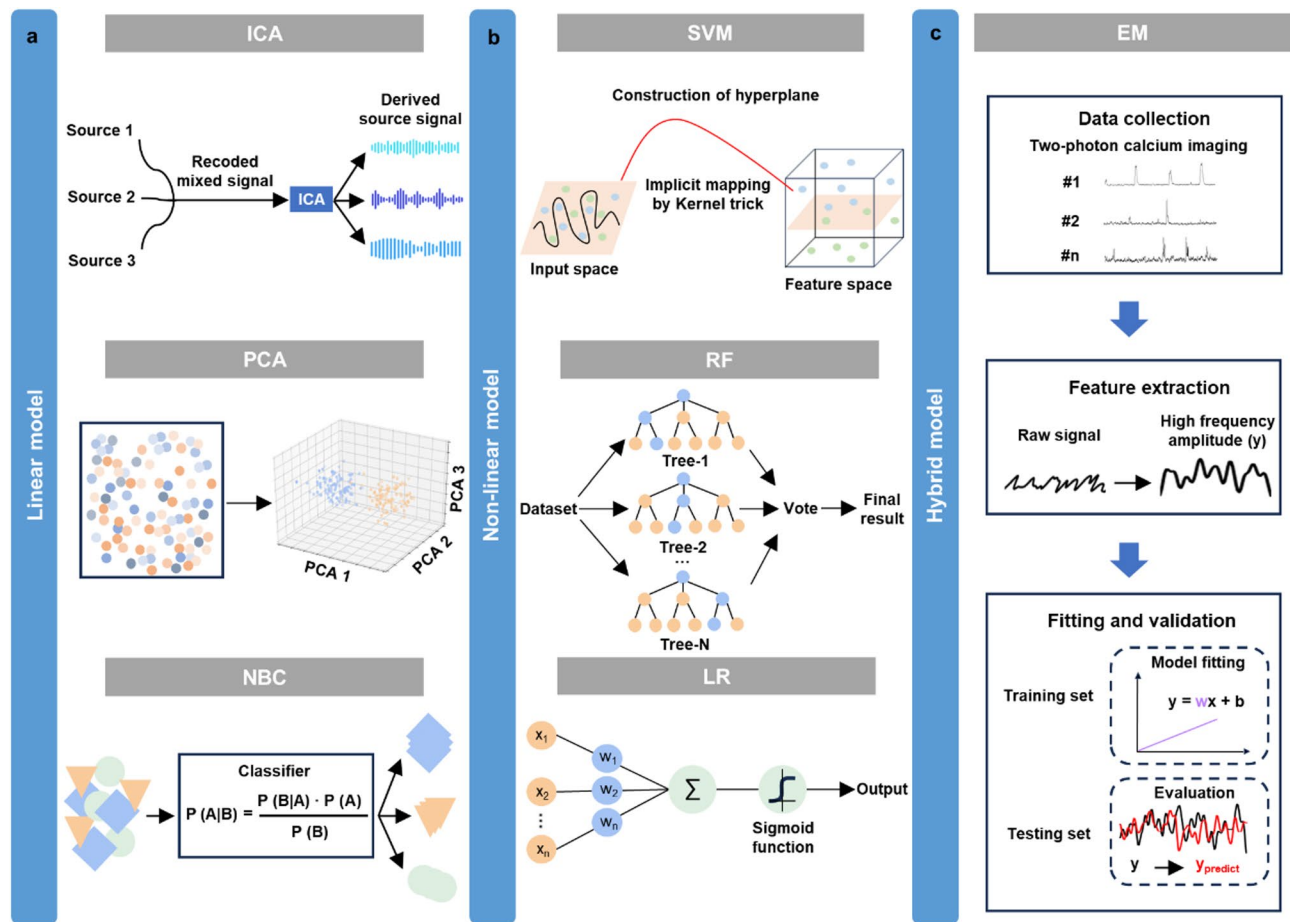 a
Linear model
ICA
Source 1
Source 2
Source 3
Recoded
mixed signal
ICA
Derived
source signal
PCA
PCA 1
PCA 2
PCA 3
NBC
Classifier
P (A|B) = P (B|A) · P (A)
P (B)
b
Non-linear model
SVM
Construction of hyperplane
Implicit mapping
by Kernel trick
Input space
Feature space
RF
Dataset
Tree-1
Tree-2
...
Tree-N
Vote
Final
result
LR
x1
x2
⋮
xn
w1
w2
wn
Σ
Sigmoid
function
Output
c
Hybrid model
EM
Data collection
Two-photon calcium imaging
#1
#2
#n
Feature extraction
Raw signal
High frequency
amplitude (y)
Fitting and validation
Training set
Model fitting
y = wx + b
Testing set
Evaluation
y
ypredict